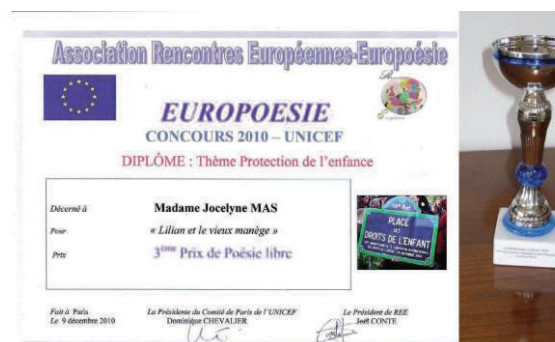 Association Rencontres Européennes-Europoésie
EUROPOESIE
CONCOURS 2010 – UNICEF
DIPLÔME : Thème Protection de l'enfance
Décerné à Madame Jocelyne MAS
Pour « Lilian et le vieux manège »
Prix 3ème Prix de Poésie libre
PLACE
DES
DROITS DE L'ENFANT
Fait à Paris La Présidente du Comité de Paris de l'UNICEF Le Président de REE
Le 9 décembre 2010 Dominique CHEVALIER Joël CONTE